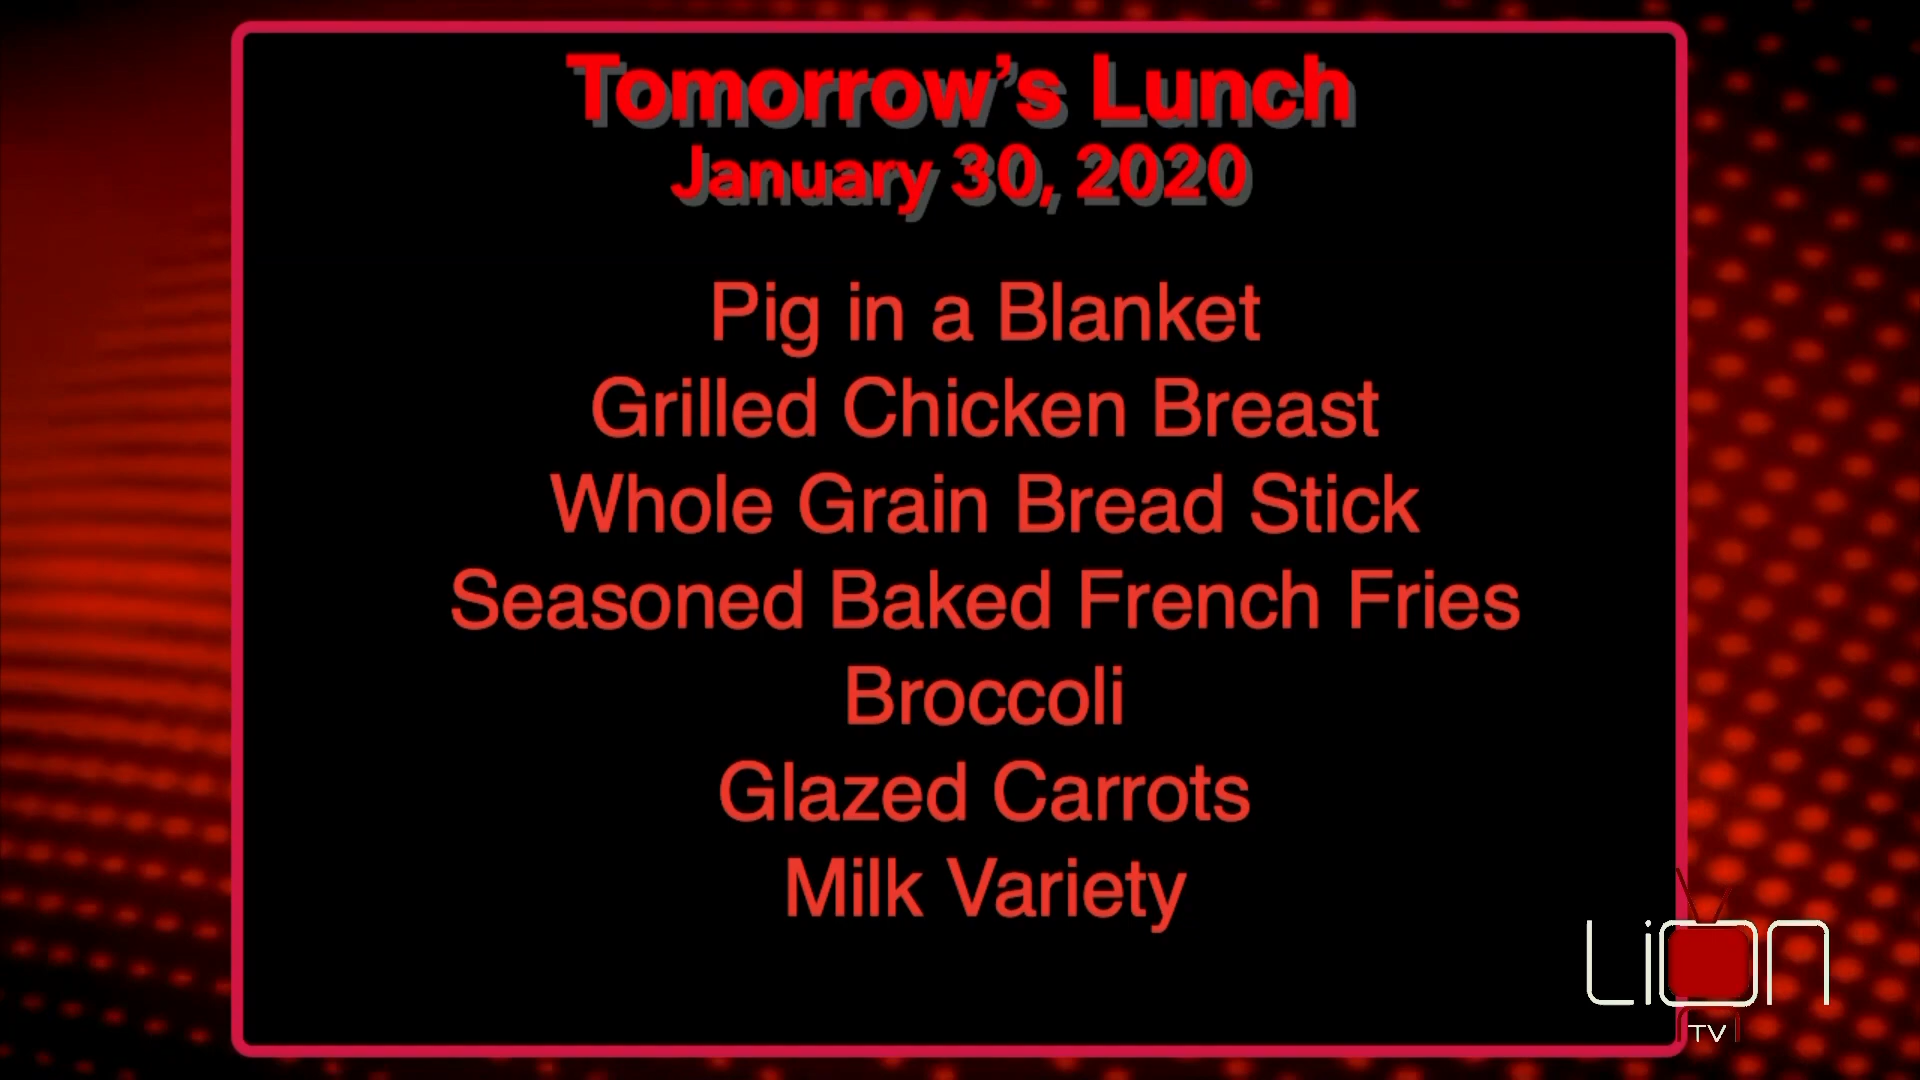 Tomorrow’s Lunch
January 30, 2020
Pig in a Blanket
Grilled Chicken Breast
Whole Grain Bread Stick
Seasoned Baked French Fries
Broccoli
Glazed Carrots
Milk Variety
LiOn
TV